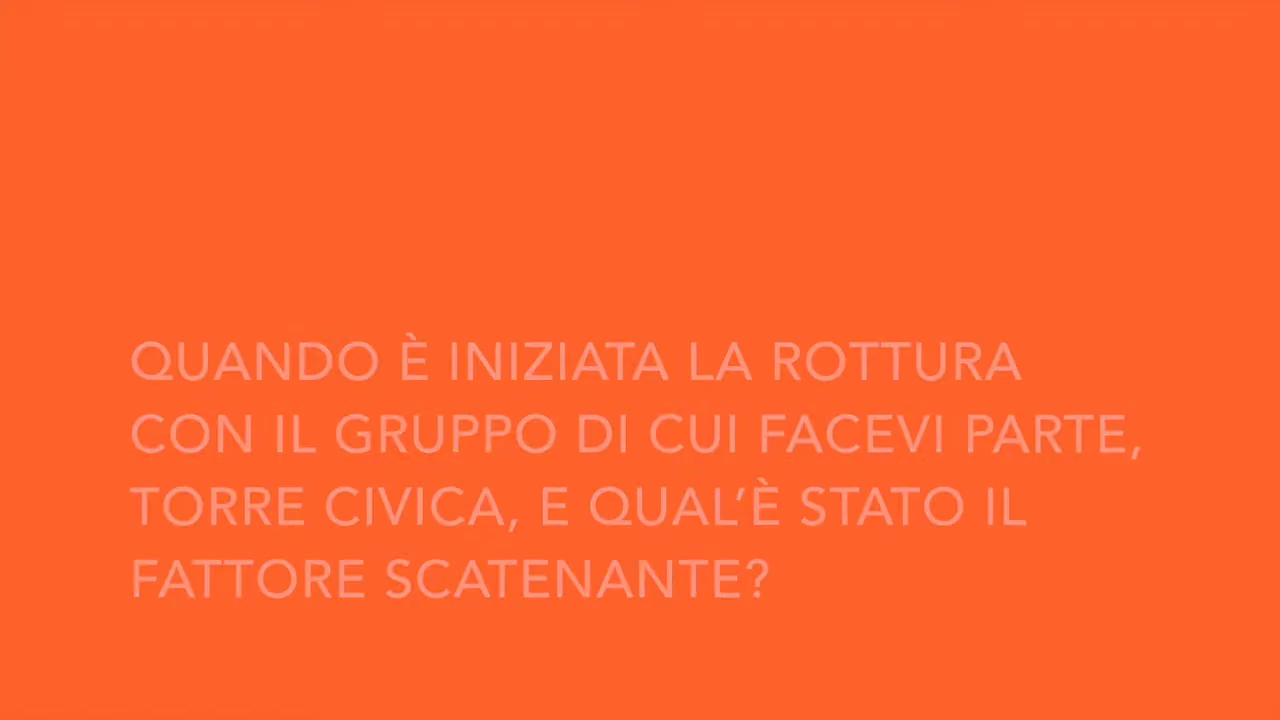 QUANDO È INIZIATA LA ROTTURA
CON IL GRUPPO DI CUI FACEVI PARTE,
TORRE CIVICA, E QUAL’È STATO IL
FATTORE SCATENANTE?